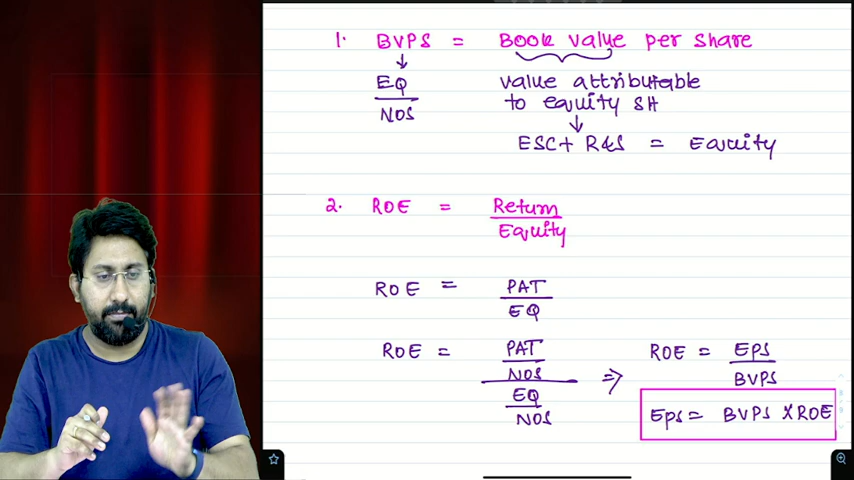 1. BVPS = Book value per share
↓
EQ
NOS
value attributable
to equity SH
↓
ESC+ R&S = Equity
2. ROE = Return
Equity
ROE = PAT
EQ
ROE = PAT
NOS
EQ
NOS
=> ROE = EPS
BVPS
Eps = BVPS X ROE